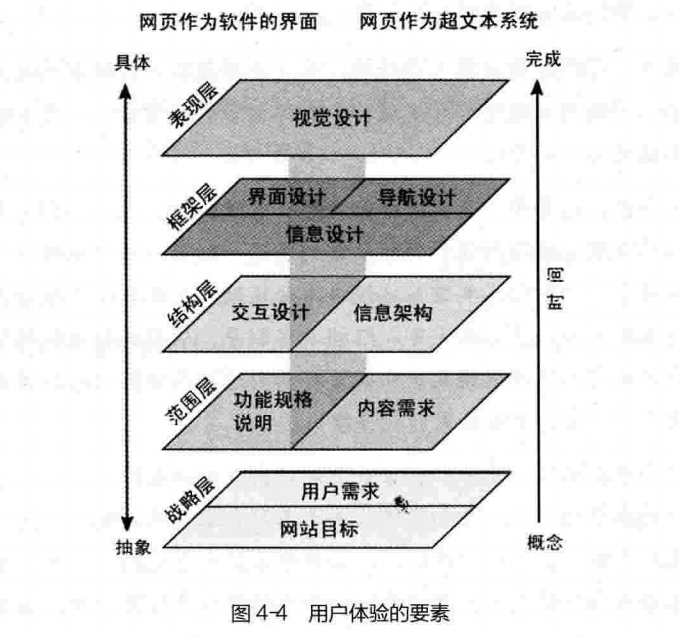 网页作为软件的界面 网页作为超文本系统
具体
完成
表现层
视觉设计
框架层
界面设计 导航设计
信息设计
结构层
交互设计 信息架构
时间
范围层
功能规格
说明
内容需求
战略层
用户需求
网站目标
抽象
概念
图 4-4 用户体验的要素